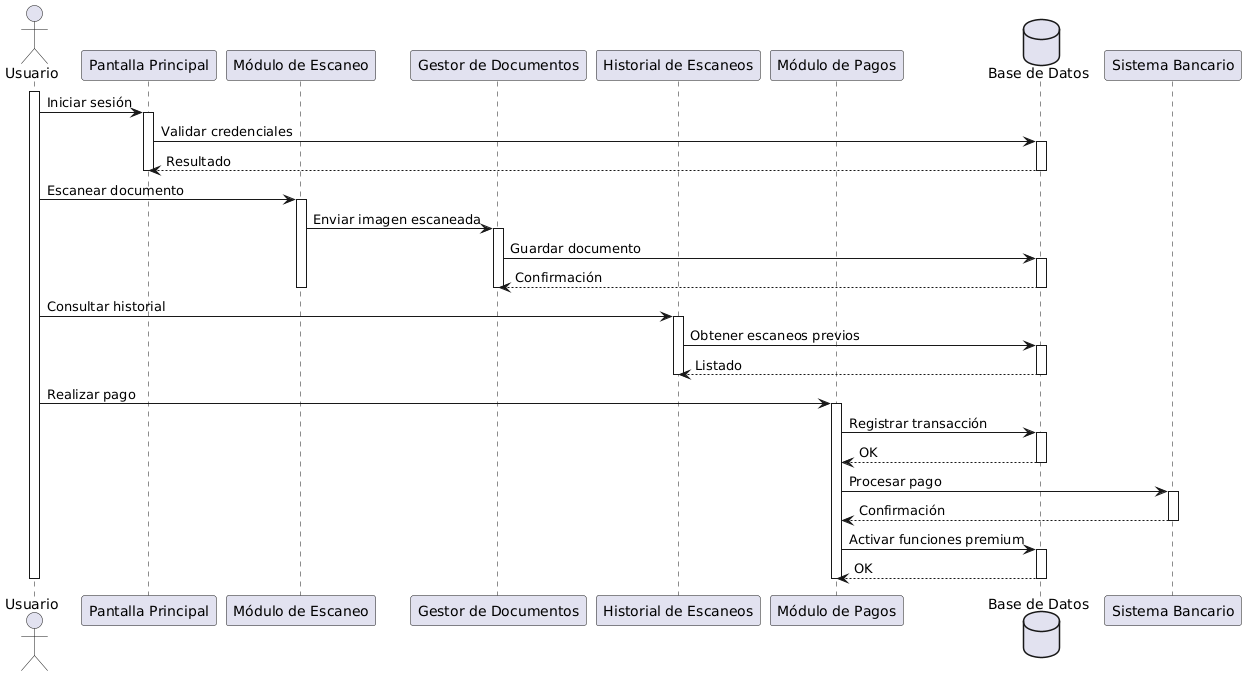 Usuario
Pantalla Principal
Módulo de Escaneo
Gestor de Documentos
Historial de Escaneos
Módulo de Pagos
Base de Datos
Sistema Bancario
Iniciar sesión
Validar credenciales
Resultado
Escanear documento
Enviar imagen escaneada
Guardar documento
Confirmación
Consultar historial
Obtener escaneos previos
Listado
Realizar pago
Registrar transacción
OK
Procesar pago
Confirmación
Activar funciones premium
OK
Usuario
Pantalla Principal
Módulo de Escaneo
Gestor de Documentos
Historial de Escaneos
Módulo de Pagos
Base de Datos
Sistema Bancario